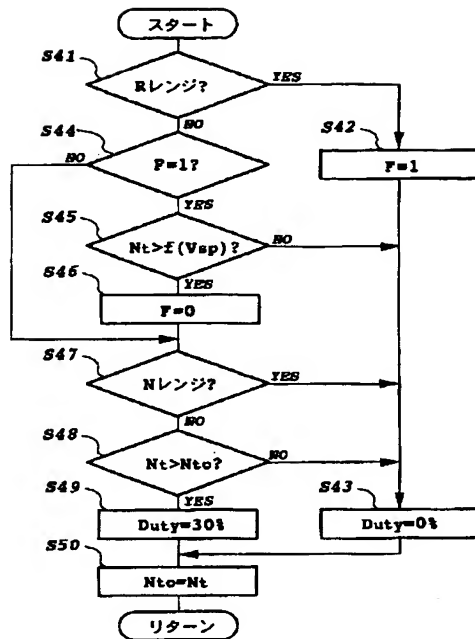 スタート
S41
Rレンジ?
YES
NO
S44
S42
NO
F=1?
F=1
YES
S45
Nt>f(Vsp)?
NO
S46
YES
F=0
S47
Nレンジ?
YES
NO
S48
Nt>Nto?
NO
S49
YES
S43
Duty=30%
Duty=0%
S50
Nto=Nt
リターン